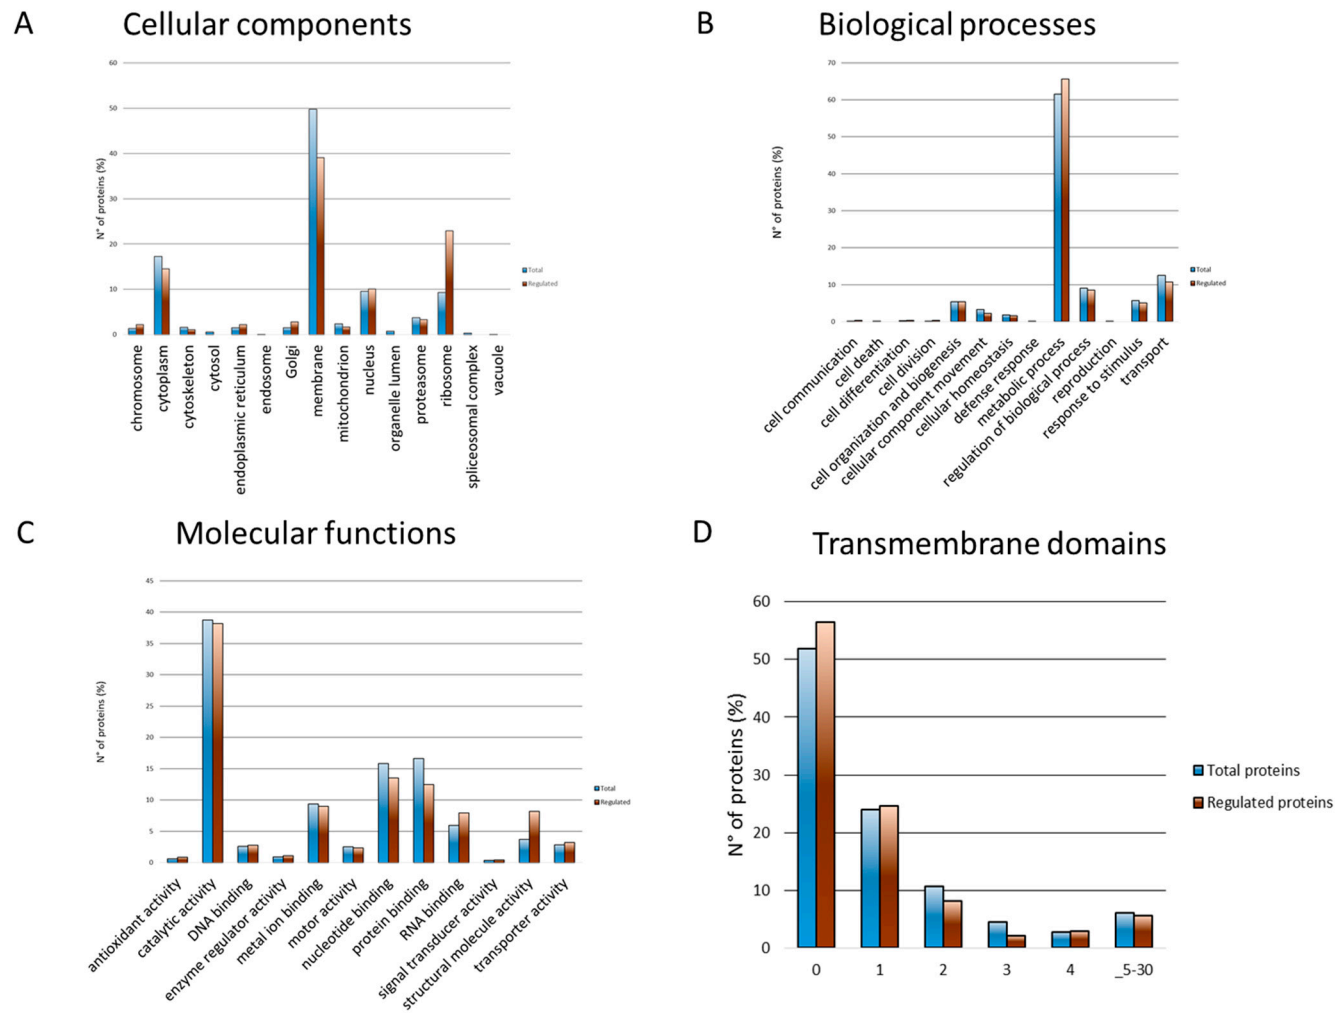 A
Cellular components
60
50
40
30
20
10
0
N° of proteins (%)
Total
Regulated
chromosome
cytoplasm
cytoskeleton
cytosol
endoplasmic reticulum
endosome
Golgi
membrane
mitochondrion
nucleus
organelle lumen
proteasome
ribosome
spliceosomal complex
vacuole
B
Biological processes
70
60
50
40
30
20
10
0
N° of proteins (%)
Total
Regulated
cell communication
cell death
cell differentiation
cell division
cell organization and biogenesis
cellular component movement
cellular homeostasis
defense response
metabolic process
regulation of biological process
reproduction
response to stimulus
transport
C
Molecular functions
45
40
35
30
25
20
15
10
5
0
N° of proteins (%)
Total
Regulated
antioxidant activity
catalytic activity
DNA binding
enzyme regulator activity
metal ion binding
motor activity
nucleotide binding
protein binding
RNA binding
signal transducer activity
structural molecule activity
transporter activity
D
Transmembrane domains
60
50
40
30
20
10
0
N° of proteins (%)
Total proteins
Regulated proteins
0 1 2 3 4 _5-30